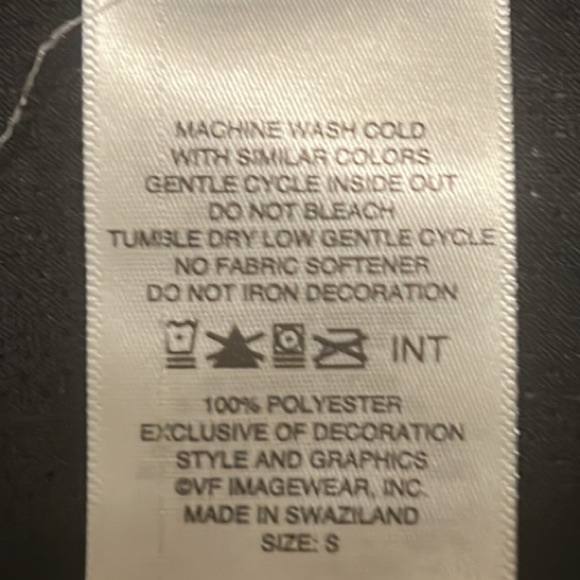 MACHINE WASH COLD
WITH SIMILAR COLORS
GENTLE CYCLE INSIDE OUT
DO NOT BLEACH
TUMBLE DRY LOW GENTLE CYCLE
NO FABRIC SOFTENER
DO NOT IRON DECORATION
INT
100% POLYESTER
EXCLUSIVE OF DECORATION
STYLE AND GRAPHICS
©VF IMAGEWEAR, INC.
MADE IN SWAZILAND
SIZE: S